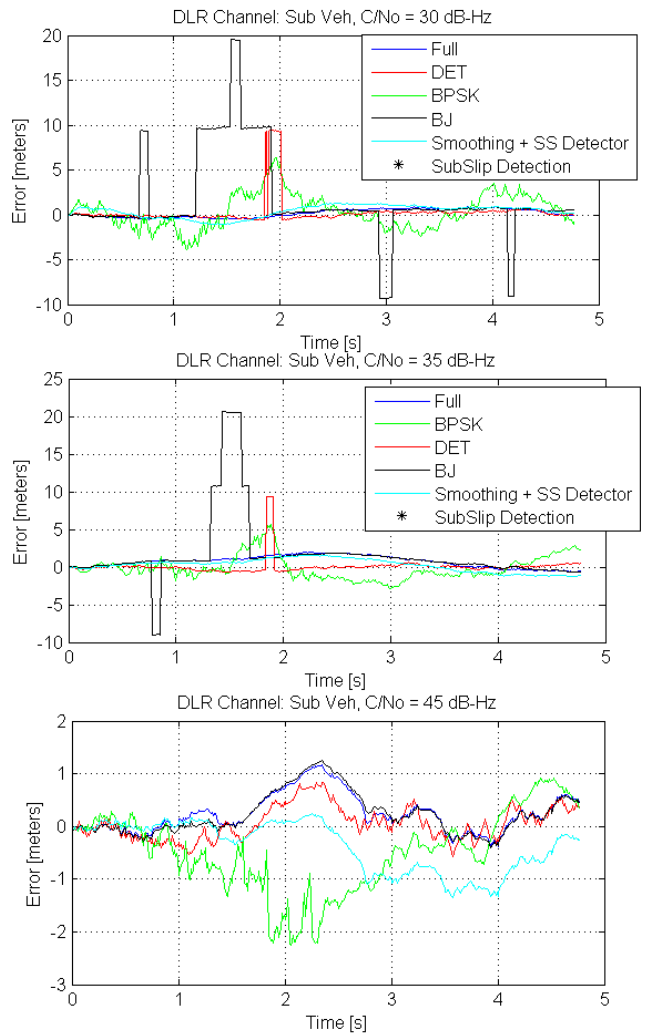 DLR Channel: Sub Veh, C/No = 30 dB-Hz
Error [meters]
20
15
10
5
0
-5
-10
Full
DET
BPSK
BJ
Smoothing + SS Detector
SubSlip Detection
0 1 2 3 4 5
Time [s]
DLR Channel: Sub Veh, C/No = 35 dB-Hz
Error [meters]
25
20
15
10
5
0
-5
-10
Full
BPSK
DET
BJ
Smoothing + SS Detector
SubSlip Detection
0 1 2 3 4 5
Time [s]
DLR Channel: Sub Veh, C/No = 45 dB-Hz
Error [meters]
2
1
0
-1
-2
-3
0 1 2 3 4 5
Time [s]